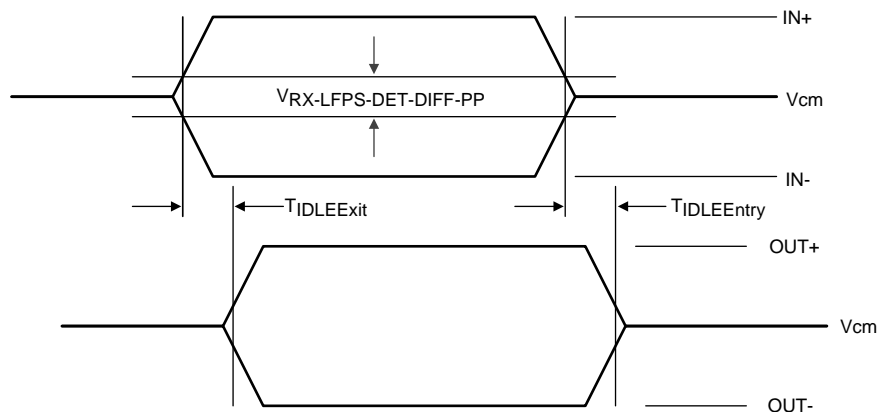 IN+
VRX-LFPS-DET-DIFF-PP
Vcm
IN-
TIDLEExit
TIDLEEntry
OUT+
Vcm
OUT-